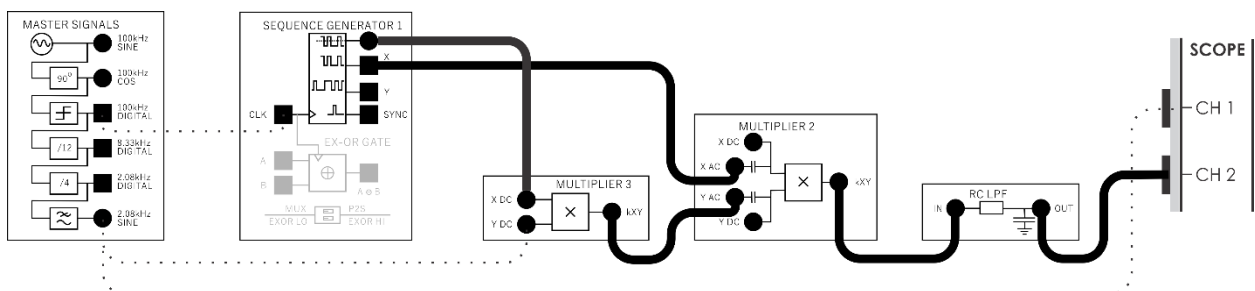 MASTER SIGNALS
100kHz
SINE
90°
100kHz
COS
100kHz
DIGITAL
/12
8.33kHz
DIGITAL
/4
2.08kHz
DIGITAL
2.08kHz
SINE
SEQUENCE GENERATOR 1
X
Y
CLK
SYNC
EX-OR GATE
A
B
A ⊕ B
MUX
P2S
EXOR LO
EXOR HI
MULTIPLIER 3
X DC
Y DC
X
kXY
MULTIPLIER 2
X DC
X AC
Y AC
Y DC
X
kXY
RC LPF
IN
OUT
SCOPE
CH 1
CH 2